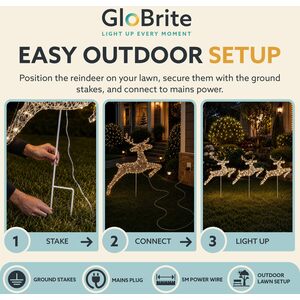 GloBrite
LIGHT UP EVERY MOMENT
EASY OUTDOOR SETUP
Position the reindeer on your lawn, secure them with the ground
stakes, and connect to mains power.
1 STAKE
2 CONNECT
3 LIGHT UP
GROUND STAKES
MAINS PLUG
5M POWER WIRE
OUTDOOR
LAWN SETUP